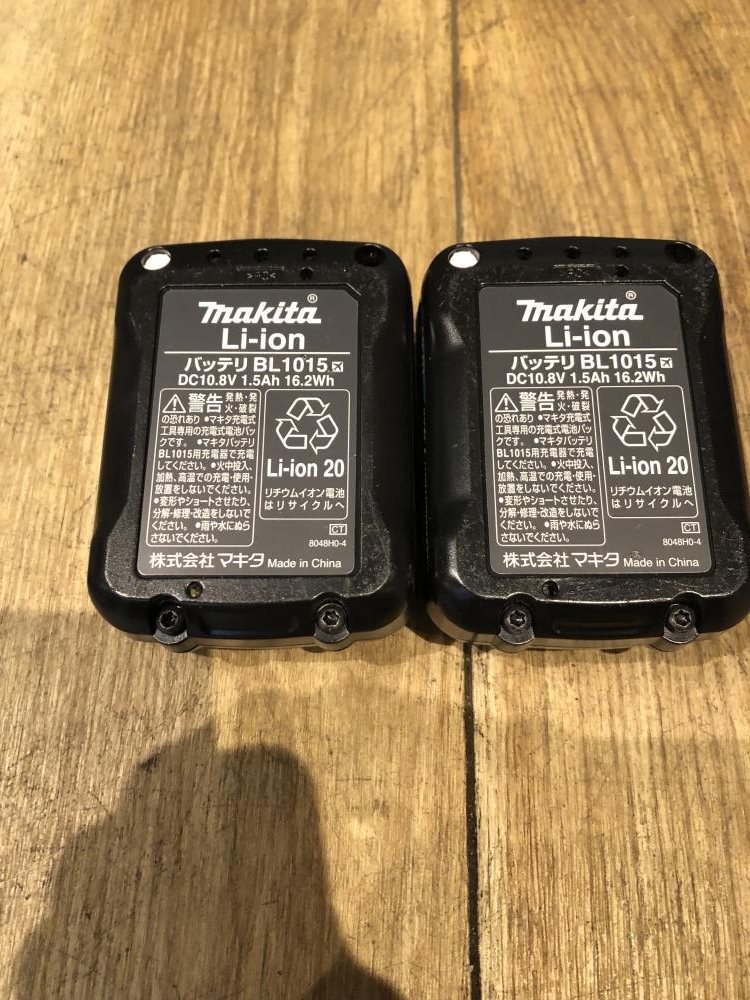 >PC<
makita®
Li-ion
バッテリ BL1015
DC10.8V 1.5Ah 16.2Wh
警告 発熱・発
火・破裂
の恐れあり ●マキタ充電式
工具専用の充電式電池パッ
クです。 ●マキタバッテリ
BL1015用充電器で充電
してください。●火中投入、
加熱、高温での充電・使用・
放置をしないでください。
●変形やショートさせたり、
分解・修理・改造をしないで
ください。 ●雨や水にぬら
さないでください。
Li-ion 20
リチウムイオン電池
はリサイクルへ
CT
8048H0-4
株式会社マキタ Made in China
makita®
Li-ion
バッテリ BL1015
DC10.8V 1.5Ah 16.2Wh
警告 発熱・発
火・破裂
の恐れあり ●マキタ充電式
工具専用の充電式電池パッ
クです。 ●マキタバッテリ
BL1015用充電器で充電
してください。●火中投入、
加熱、高温での充電・使用・
放置をしないでください。
●変形やショートさせたり、
分解・修理・改造をしないで
ください。 ●雨や水にぬら
さないでください。
Li-ion 20
リチウムイオン電池
はリサイクルへ
CT
8048H0-4
株式会社マキタ Made in China